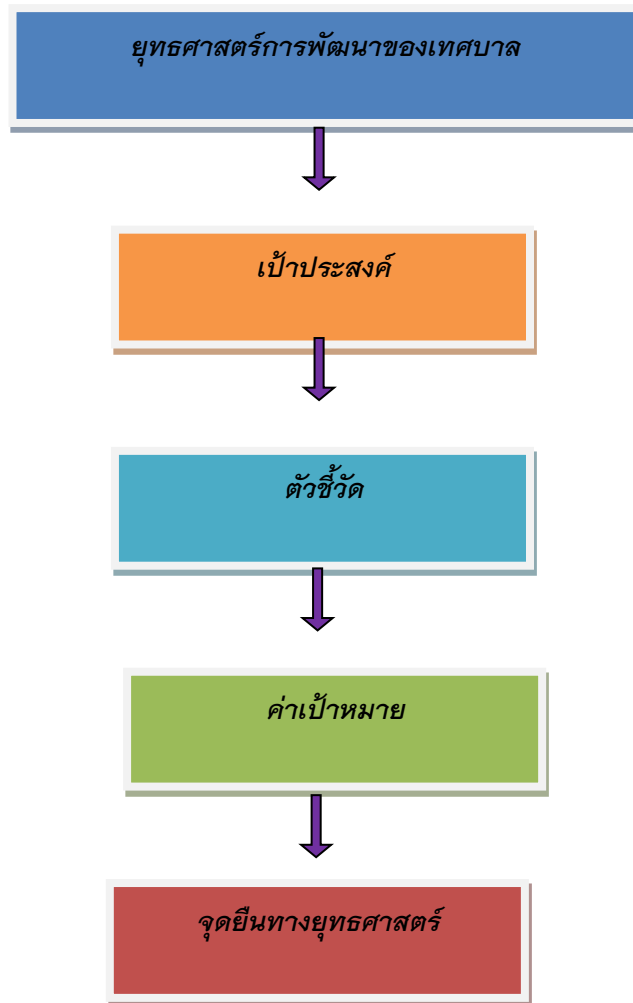 ยุทธศาสตร์การพัฒนาของเทศบาล
เป้าประสงค์
ตัวชี้วัด
ค่าเป้าหมาย
จุดยืนทางยุทธศาสตร์